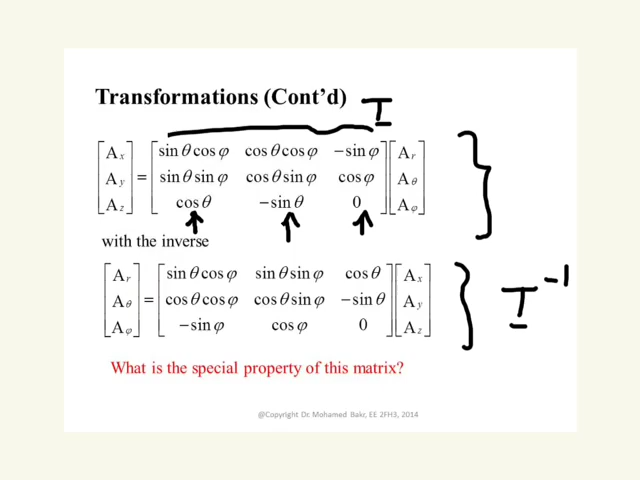 Transformations (Cont'd) T
[A_x] = [sin θ cos φ  cos θ cos φ  −sin φ] [A_r]
[A_y] = [sin θ sin φ  cos θ sin φ  cos φ] [A_θ]
[A_z] = [cos θ  −sin θ  0] [A_φ]
with the inverse
[A_r] = [sin θ cos φ  sin θ sin φ  cos θ] [A_x]
[A_θ] = [cos θ cos φ  cos θ sin φ  −sin θ] [A_y] T^-1
[A_φ] = [−sin φ  cos φ  0] [A_z]
What is the special property of this matrix?
@Copyright Dr. Mohamed Bakr, EE 2FH3, 2014